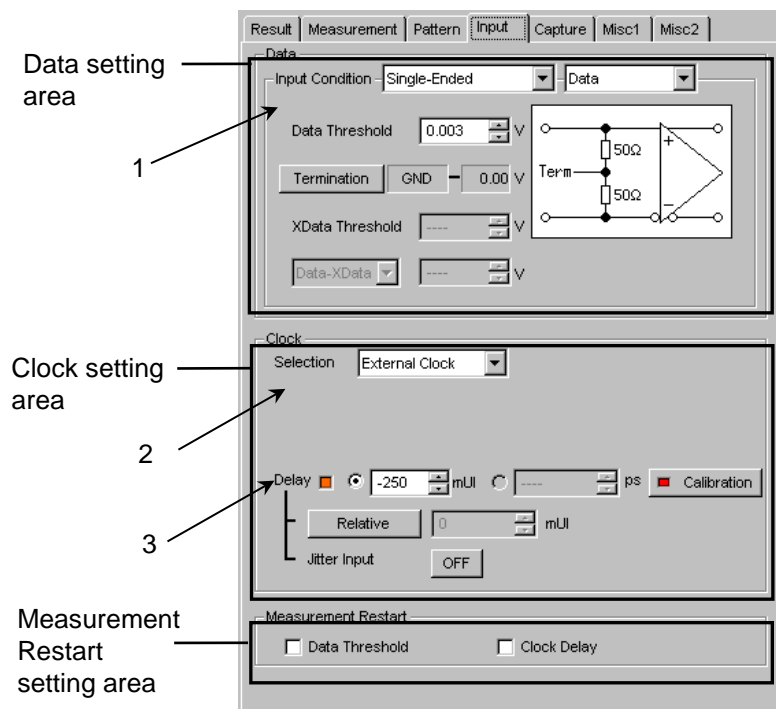 Result Measurement Pattern Input Capture Misc1 Misc2
Data setting
area
Data
Input Condition Single-Ended Data
1
Data Threshold 0.003 V
Termination GND 0.00 V
XData Threshold ---- V
Data-XData ---- V
50Ω
+
Term
50Ω
−
Clock setting
area
Clock
Selection External Clock
2
3
Delay -250 mUI ---- ps Calibration
Relative 0 mUI
Jitter Input OFF
Measurement
Restart
setting area
Measurement Restart
Data Threshold Clock Delay